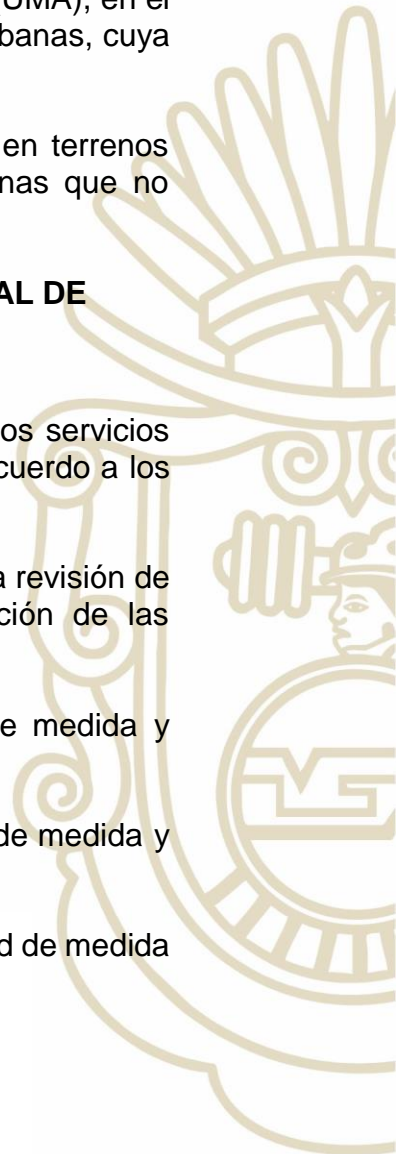 UMA), en el
banas, cuya
en terrenos
nas que no
AL DE
os servicios
cuerdo a los
a revisión de
ción de las
e medida y
de medida y
d de medida